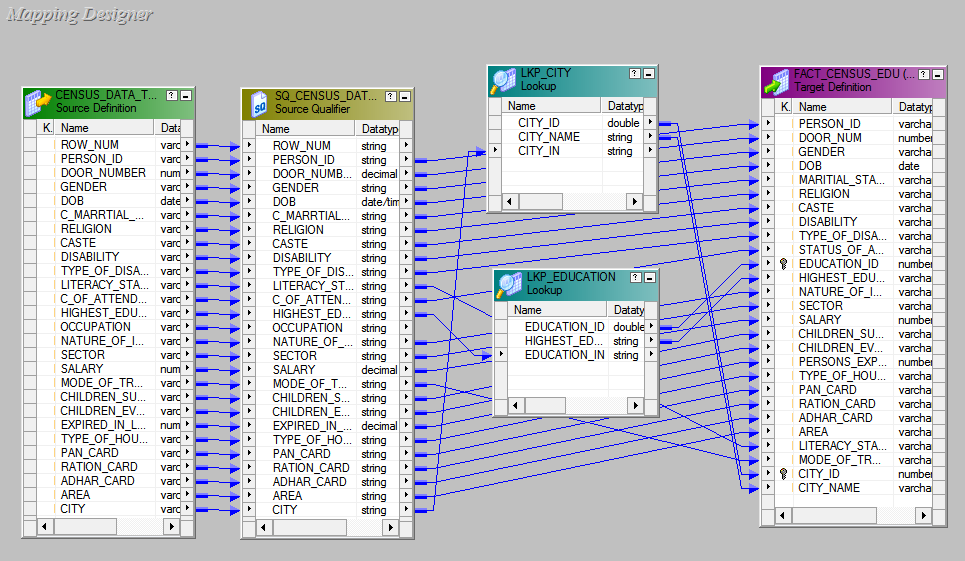 Mapping Designer
CENSUS_DATA_T...
Source Definition
K. Name Data
ROW_NUM varc
PERSON_ID varc
DOOR_NUMBER num
GENDER varc
DOB date
C_MARRTIAL_... varc
RELIGION varc
CASTE varc
DISABILITY varc
TYPE_OF_DISA... varc
LITERACY_STA... varc
C_OF_ATTEND... varc
HIGHEST_EDU... varc
OCCUPATION varc
NATURE_OF_I... varc
SECTOR varc
SALARY num
MODE_OF_TR... varc
CHILDREN_SU... varc
CHILDREN_EV... varc
EXPIRED_IN_L... num
TYPE_OF_HOU... varc
PAN_CARD varc
RATION_CARD varc
ADHAR_CARD varc
AREA varc
CITY varc
SQ_CENSUS_DAT...
Source Qualifier
SQ
Name Datatyp
ROW_NUM string
PERSON_ID string
DOOR_NUMB... decimal
GENDER string
DOB date/tim
C_MARRTIAL... string
RELIGION string
CASTE string
DISABILITY string
TYPE_OF_DIS... string
LITERACY_ST... string
C_OF_ATTEN... string
HIGHEST_ED... string
OCCUPATION string
NATURE_OF_... string
SECTOR string
SALARY decimal
MODE_OF_T... string
CHILDREN_S... string
CHILDREN_E... string
EXPIRED_IN_... decimal
TYPE_OF_HO... string
PAN_CARD string
RATION_CARD string
ADHAR_CARD string
AREA string
CITY string
LKP_CITY
Lookup
Name Datatyp
CITY_ID double
CITY_NAME string
CITY_IN string
LKP_EDUCATION
Lookup
Name Dataty
EDUCATION_ID double
HIGHEST_ED... string
EDUCATION_IN string
FACT_CENSUS_EDU (...
Target Definition
K. Name Datatyp
PERSON_ID varcha
DOOR_NUM number
GENDER varcha
DOB date
MARITIAL_STA... varcha
RELIGION varcha
CASTE varcha
DISABILITY varcha
TYPE_OF_DISA... varcha
STATUS_OF_A... varcha
EDUCATION_ID number
HIGHEST_EDU... varcha
NATURE_OF_I... varcha
SECTOR varcha
SALARY number
CHILDREN_SU... varcha
CHILDREN_EV... varcha
PERSONS_EXP... number
TYPE_OF_HOU... varcha
PAN_CARD varcha
RATION_CARD varcha
ADHAR_CARD varcha
AREA varcha
LITERACY_STA... varcha
MODE_OF_TR... varcha
CITY_ID number
CITY_NAME varcha